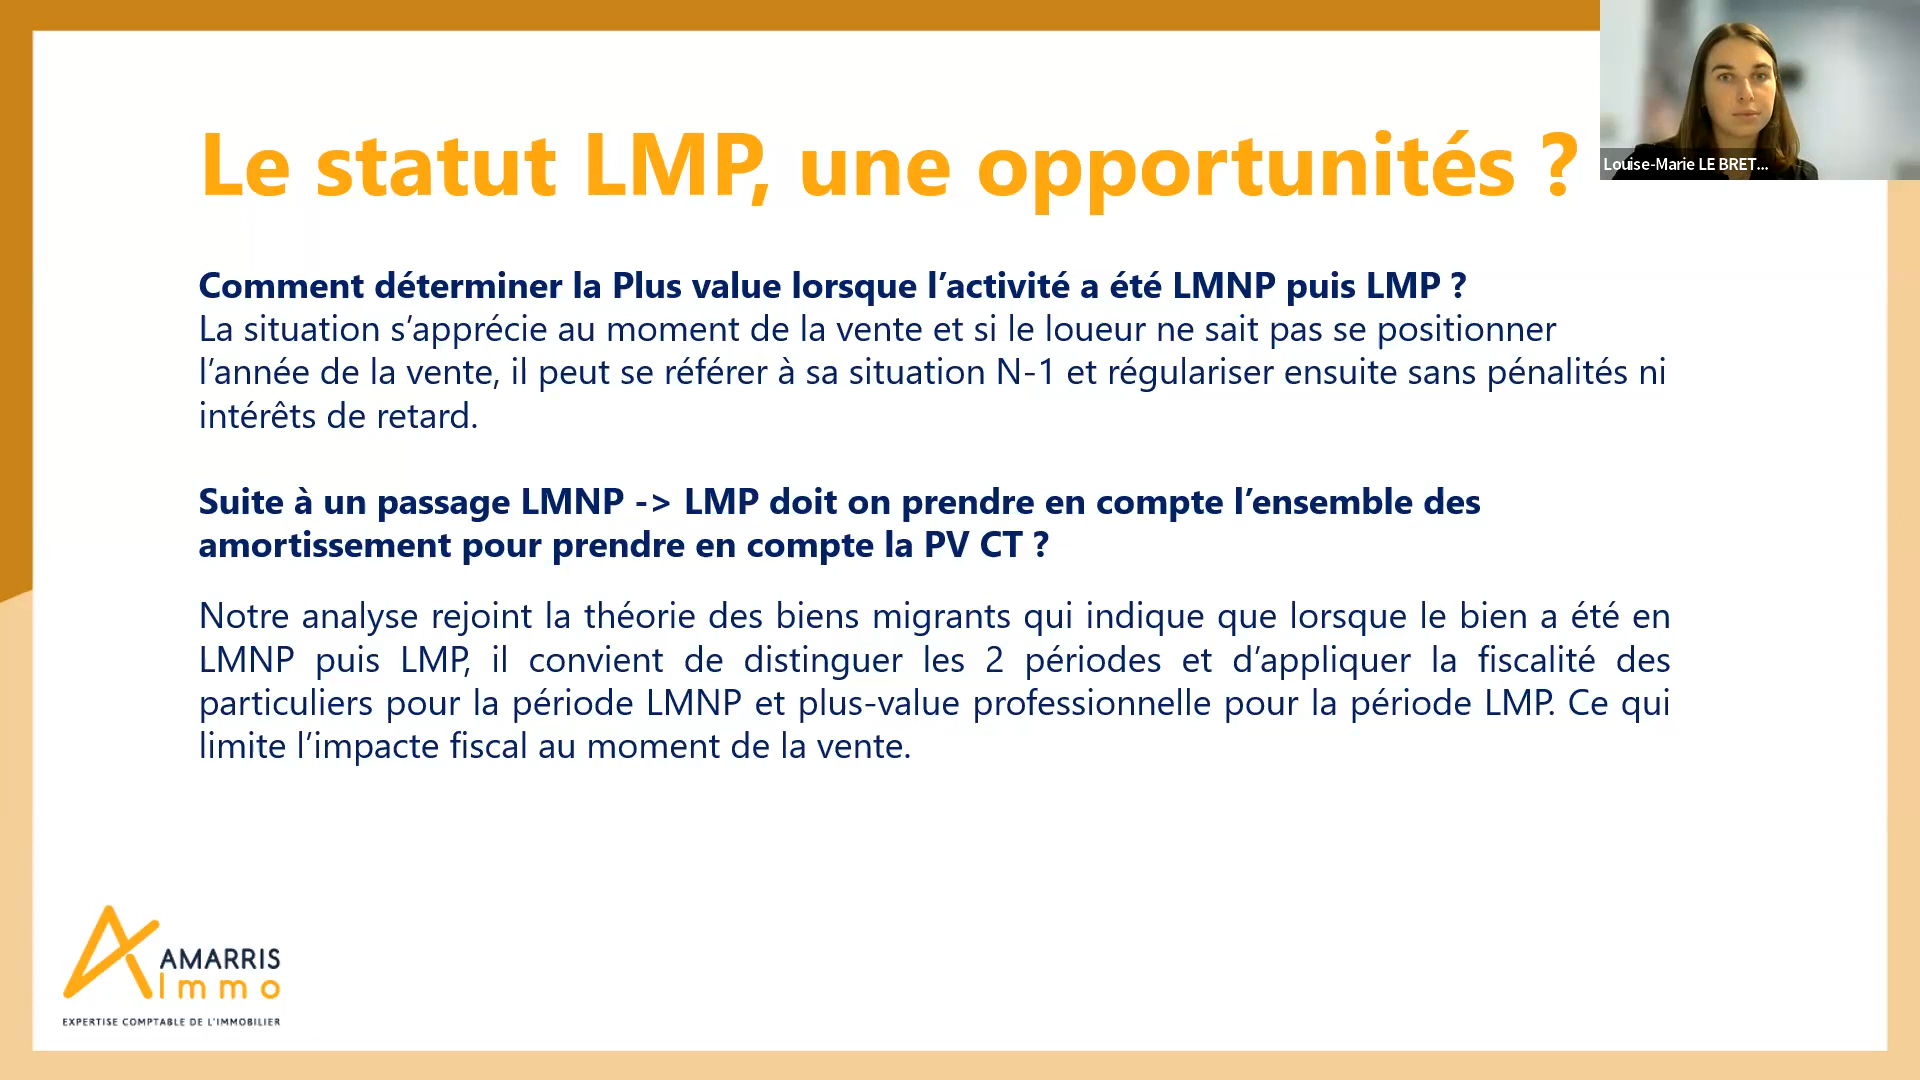 Le statut LMP, une opportunités ?
Louise-Marie LE BRET...
Comment déterminer la Plus value lorsque l’activité a été LMNP puis LMP ?
La situation s’apprécie au moment de la vente et si le loueur ne sait pas se positionner
l’année de la vente, il peut se référer à sa situation N-1 et régulariser ensuite sans pénalités ni
intérêts de retard.
Suite à un passage LMNP -> LMP doit on prendre en compte l’ensemble des
amortissement pour prendre en compte la PV CT ?
Notre analyse rejoint la théorie des biens migrants qui indique que lorsque le bien a été en
LMNP puis LMP, il convient de distinguer les 2 périodes et d’appliquer la fiscalité des
particuliers pour la période LMNP et plus-value professionnelle pour la période LMP. Ce qui
limite l’impacte fiscal au moment de la vente.
AMARRIS
Immo
EXPERTISE COMPTABLE DE L'IMMOBILIER